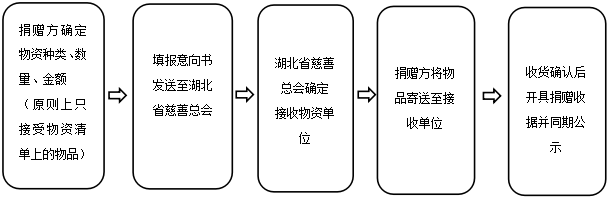 捐赠方确定
物资种类、数
量、金额
（原则上只
接受物资清
单上的物品）
填报意向书
发送至湖北
省慈善总会
湖北省慈善
总会确定
接收物资单
位
捐赠方将物
品寄送至接
收单位
收货确认后
开具捐赠收
据并同期公
示